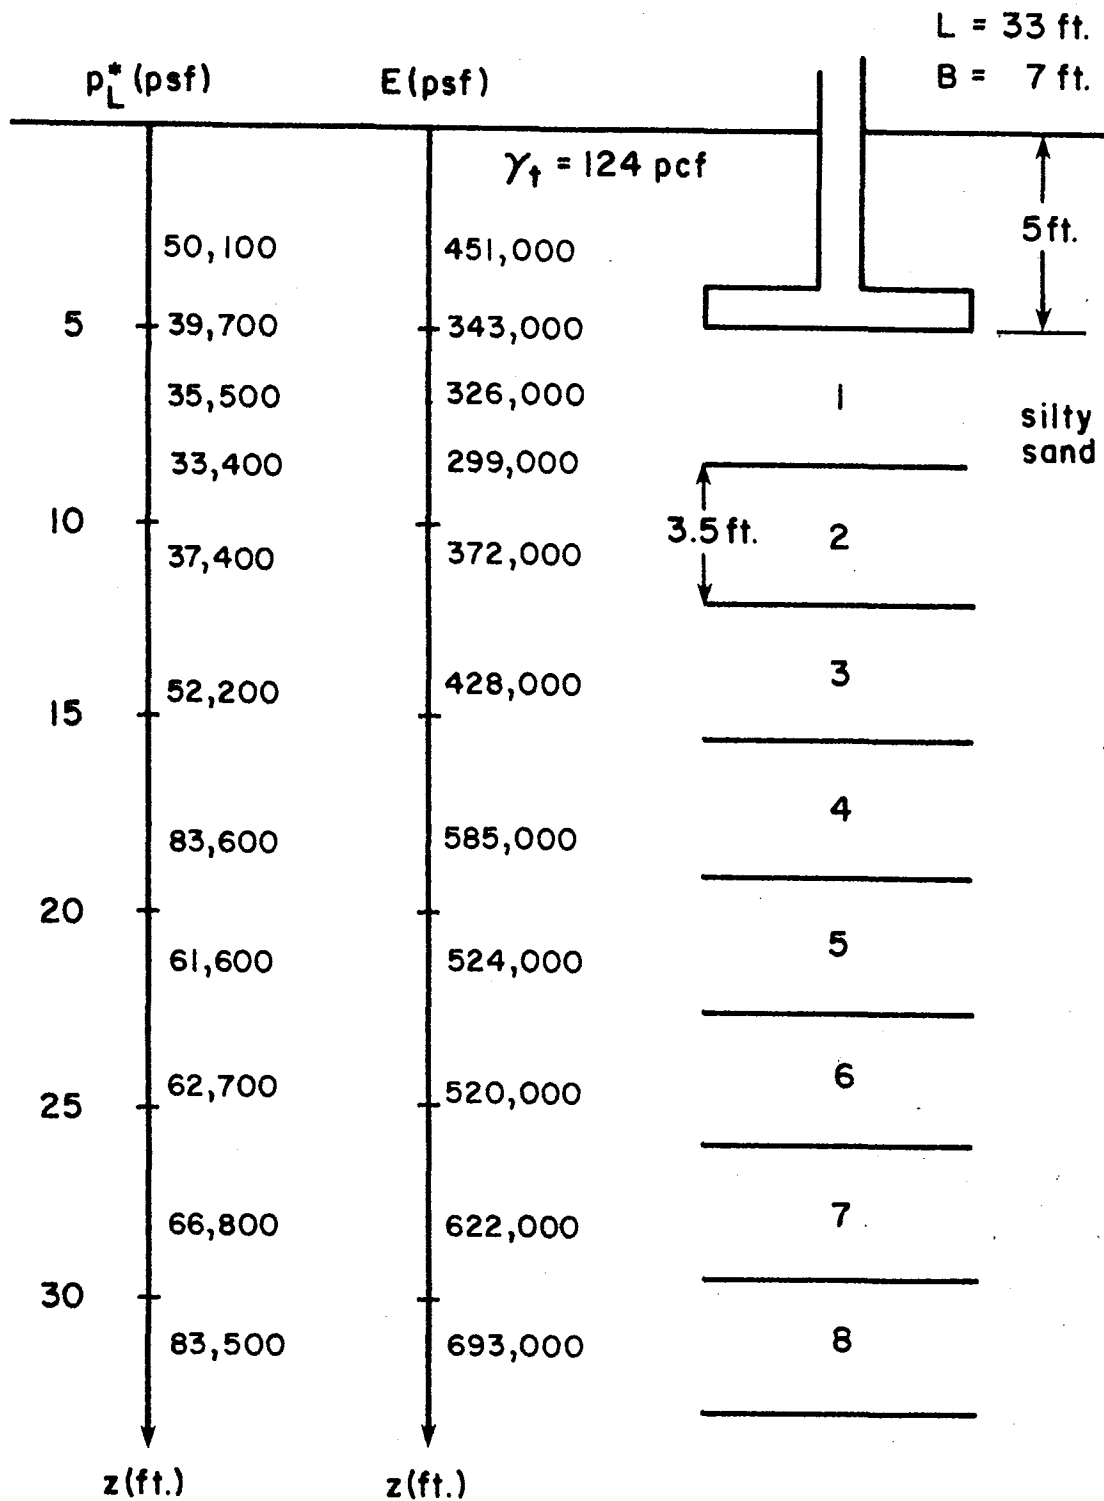 L = 33 ft.
p*L (psf) E (psf) B = 7 ft.
γt = 124 pcf
50,100 451,000 5 ft.
5 39,700 343,000
35,500 326,000 1 silty
sand
33,400 299,000
10 3.5 ft. 2
37,400 372,000
52,200 428,000 3
15
83,600 585,000 4
20
61,600 524,000 5
62,700 520,000 6
25
66,800 622,000 7
30
83,500 693,000 8
z (ft.) z (ft.)